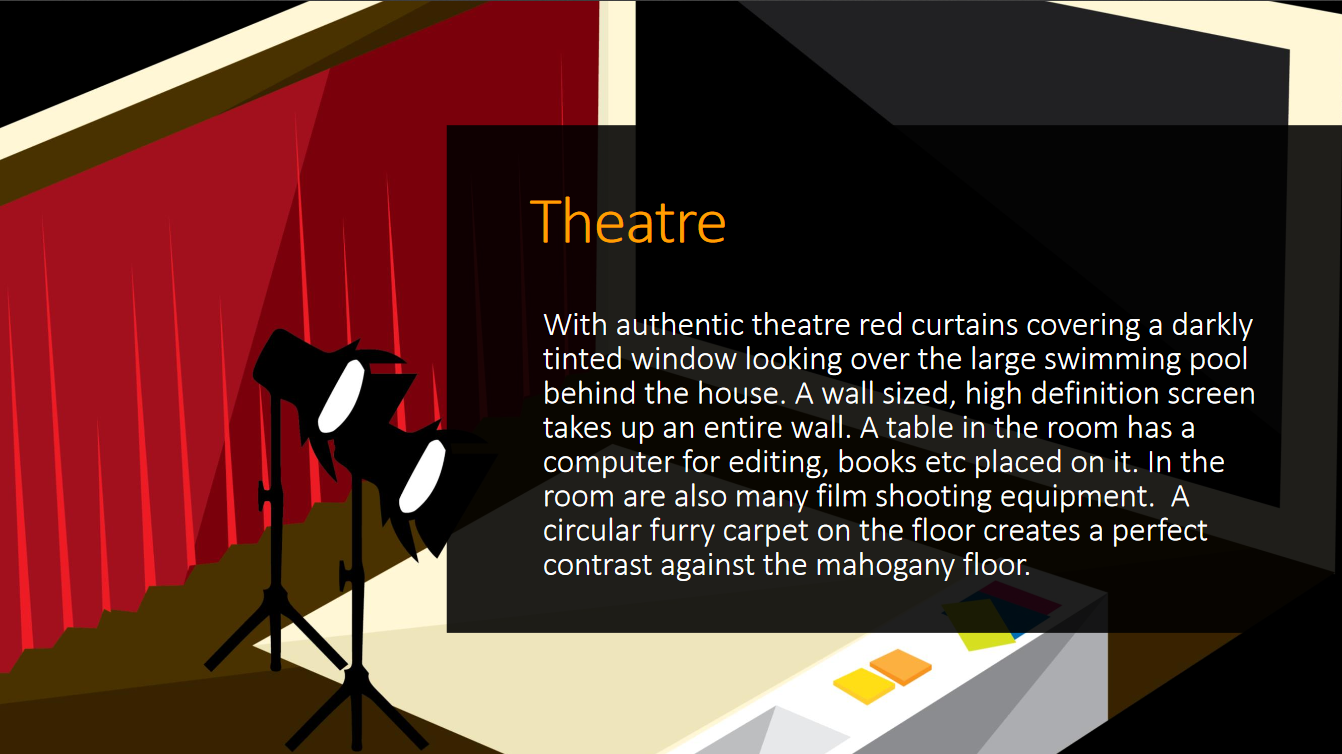 Theatre
With authentic theatre red curtains covering a darkly
tinted window looking over the large swimming pool
behind the house. A wall sized, high definition screen
takes up an entire wall. A table in the room has a
computer for editing, books etc placed on it. In the
room are also many film shooting equipment.  A
circular furry carpet on the floor creates a perfect
contrast against the mahogany floor.